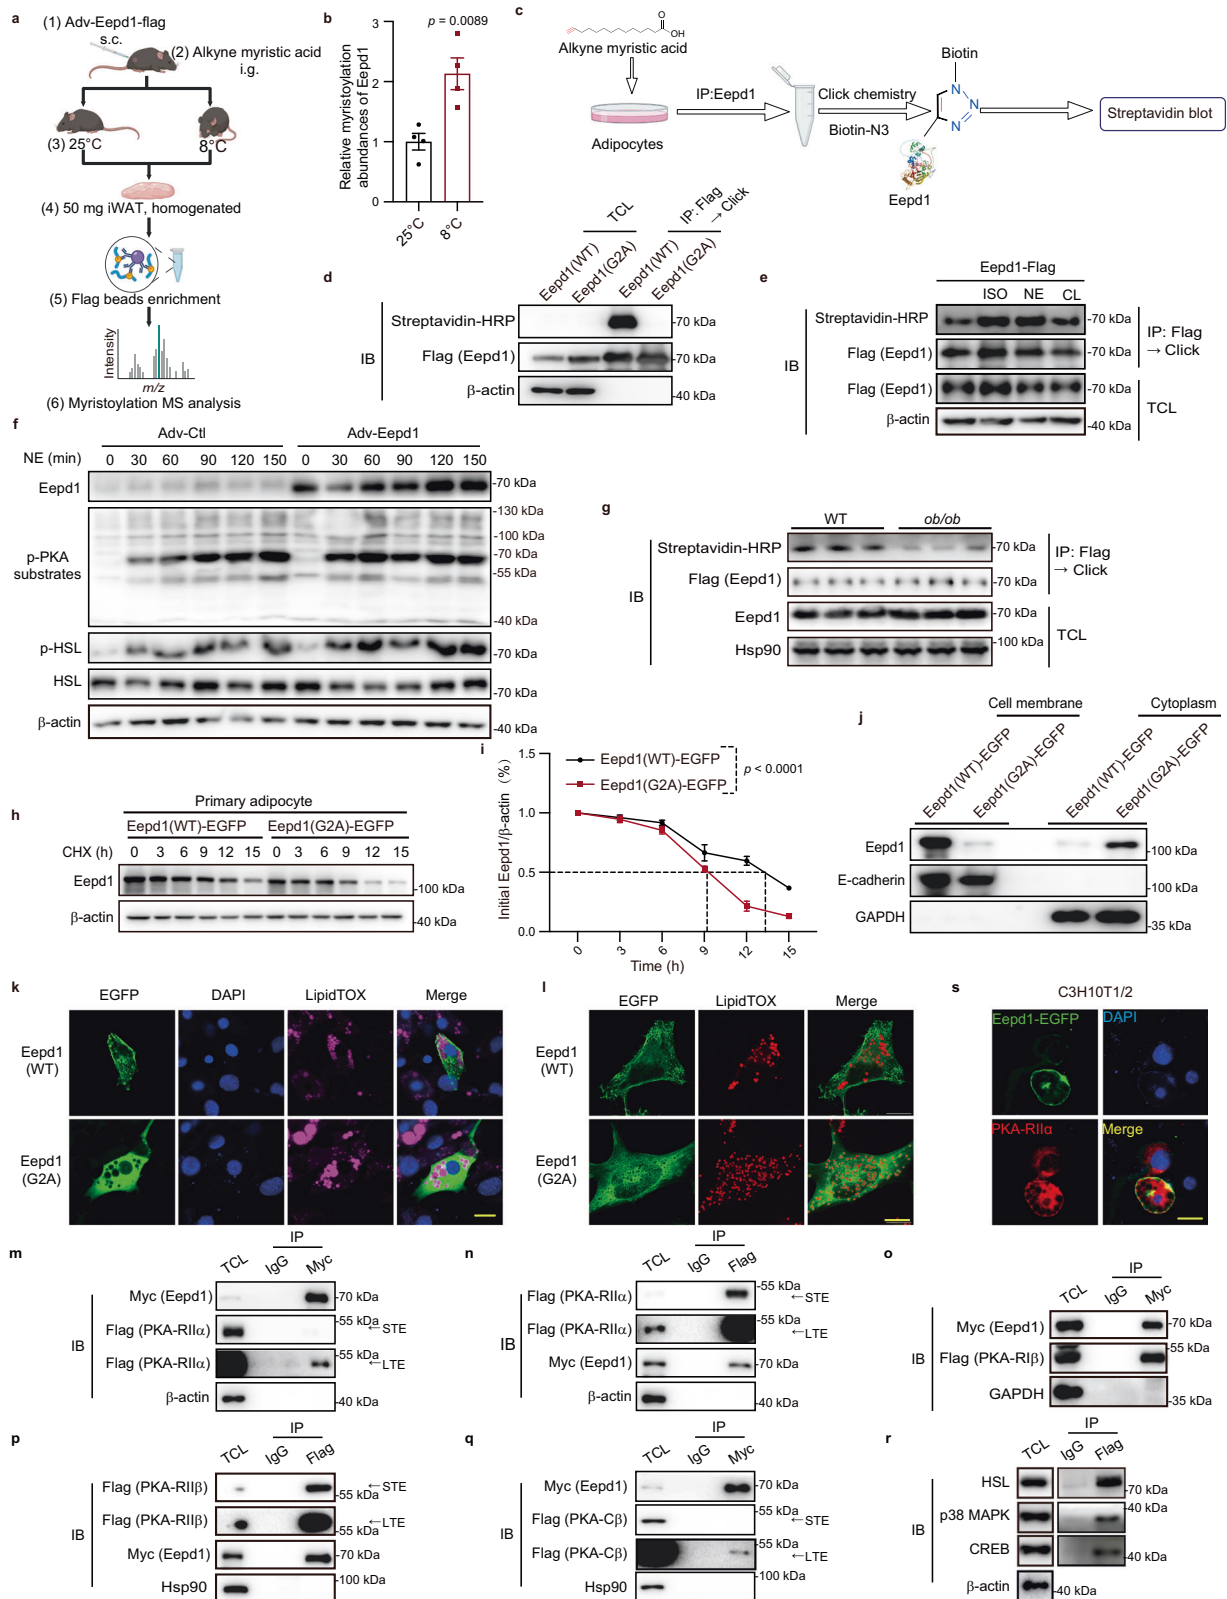 a
(1) Adv-Eepd1-flag
s.c.
(2) Alkyne myristic acid
i.g.
(3) 25°C
8°C
(4) 50 mg iWAT, homogenated
(5) Flag beads enrichment
Intensity
m/z
(6) Myristoylation MS analysis
b
p = 0.0089
Relative myristoylation
abundances of Eepd1
3
2
1
0
25°C
8°C
c
O
OH
Alkyne myristic acid
Adipocytes
IP:Eepd1
Click chemistry
Biotin-N3
Biotin
N
N
N
Eepd1
Streptavidin blot
d
TCL
IP: Flag
→ Click
Eepd1(WT)
Eepd1(G2A)
Eepd1(WT)
Eepd1(G2A)
IB
Streptavidin-HRP
-70 kDa
Flag (Eepd1)
-70 kDa
β-actin
-40 kDa
e
Eepd1-Flag
ISO NE CL
IB
Streptavidin-HRP
-70 kDa
Flag (Eepd1)
-70 kDa
IP: Flag
→ Click
Flag (Eepd1)
-70 kDa
β-actin
-40 kDa
TCL
f
Adv-Ctl Adv-Eepd1
NE (min) 0 30 60 90 120 150 0 30 60 90 120 150
Eepd1
-70 kDa
p-PKA
substrates
-130 kDa
-100 kDa
-70 kDa
-55 kDa
-40 kDa
p-HSL
-70 kDa
HSL
-70 kDa
β-actin
-40 kDa
g
WT ob/ob
IB
Streptavidin-HRP
-70 kDa
Flag (Eepd1)
-70 kDa
IP: Flag
→ Click
Eepd1
-70 kDa
Hsp90
-100 kDa
TCL
h
Primary adipocyte
Eepd1(WT)-EGFP Eepd1(G2A)-EGFP
CHX (h) 0 3 6 9 12 15 0 3 6 9 12 15
Eepd1
-100 kDa
β-actin
-40 kDa
i
Initial Eepd1/β-actin (%)
1.5
1.0
0.5
0.0
Eepd1(WT)-EGFP
Eepd1(G2A)-EGFP
p < 0.0001
0 3 6 9 12 15
Time (h)
j
Cell membrane Cytoplasm
Eepd1(WT)-EGFP
Eepd1(G2A)-EGFP
Eepd1(WT)-EGFP
Eepd1(G2A)-EGFP
Eepd1
-100 kDa
E-cadherin
-100 kDa
GAPDH
-35 kDa
k
EGFP DAPI LipidTOX Merge
Eepd1
(WT)
Eepd1
(G2A)
l
EGFP LipidTOX Merge
Eepd1
(WT)
Eepd1
(G2A)
s
C3H10T1/2
Eepd1-EGFP
DAPI
PKA-RIIα
Merge
m
IP
TCL IgG Myc
IB
Myc (Eepd1)
-70 kDa
Flag (PKA-RIIα)
-55 kDa
←STE
Flag (PKA-RIIα)
-55 kDa
←LTE
β-actin
-40 kDa
n
IP
TCL IgG Flag
IB
Flag (PKA-RIIα)
-55 kDa
←STE
Flag (PKA-RIIα)
-55 kDa
←LTE
Myc (Eepd1)
-70 kDa
β-actin
-40 kDa
o
IP
TCL IgG Myc
IB
Myc (Eepd1)
-70 kDa
Flag (PKA-RIβ)
-55 kDa
GAPDH
-35 kDa
p
IP
TCL IgG Flag
IB
Flag (PKA-RIIβ)
55 kDa
←STE
Flag (PKA-RIIβ)
55 kDa
←LTE
Myc (Eepd1)
-70 kDa
Hsp90
-100 kDa
q
IP
TCL IgG Myc
IB
Myc (Eepd1)
-70 kDa
Flag (PKA-Cβ)
←STE
Flag (PKA-Cβ)
-55 kDa
←LTE
Hsp90
-100 kDa
r
IP
TCL IgG Flag
IB
HSL
-70 kDa
p38 MAPK
-40 kDa
CREB
-40 kDa
β-actin
-40 kDa